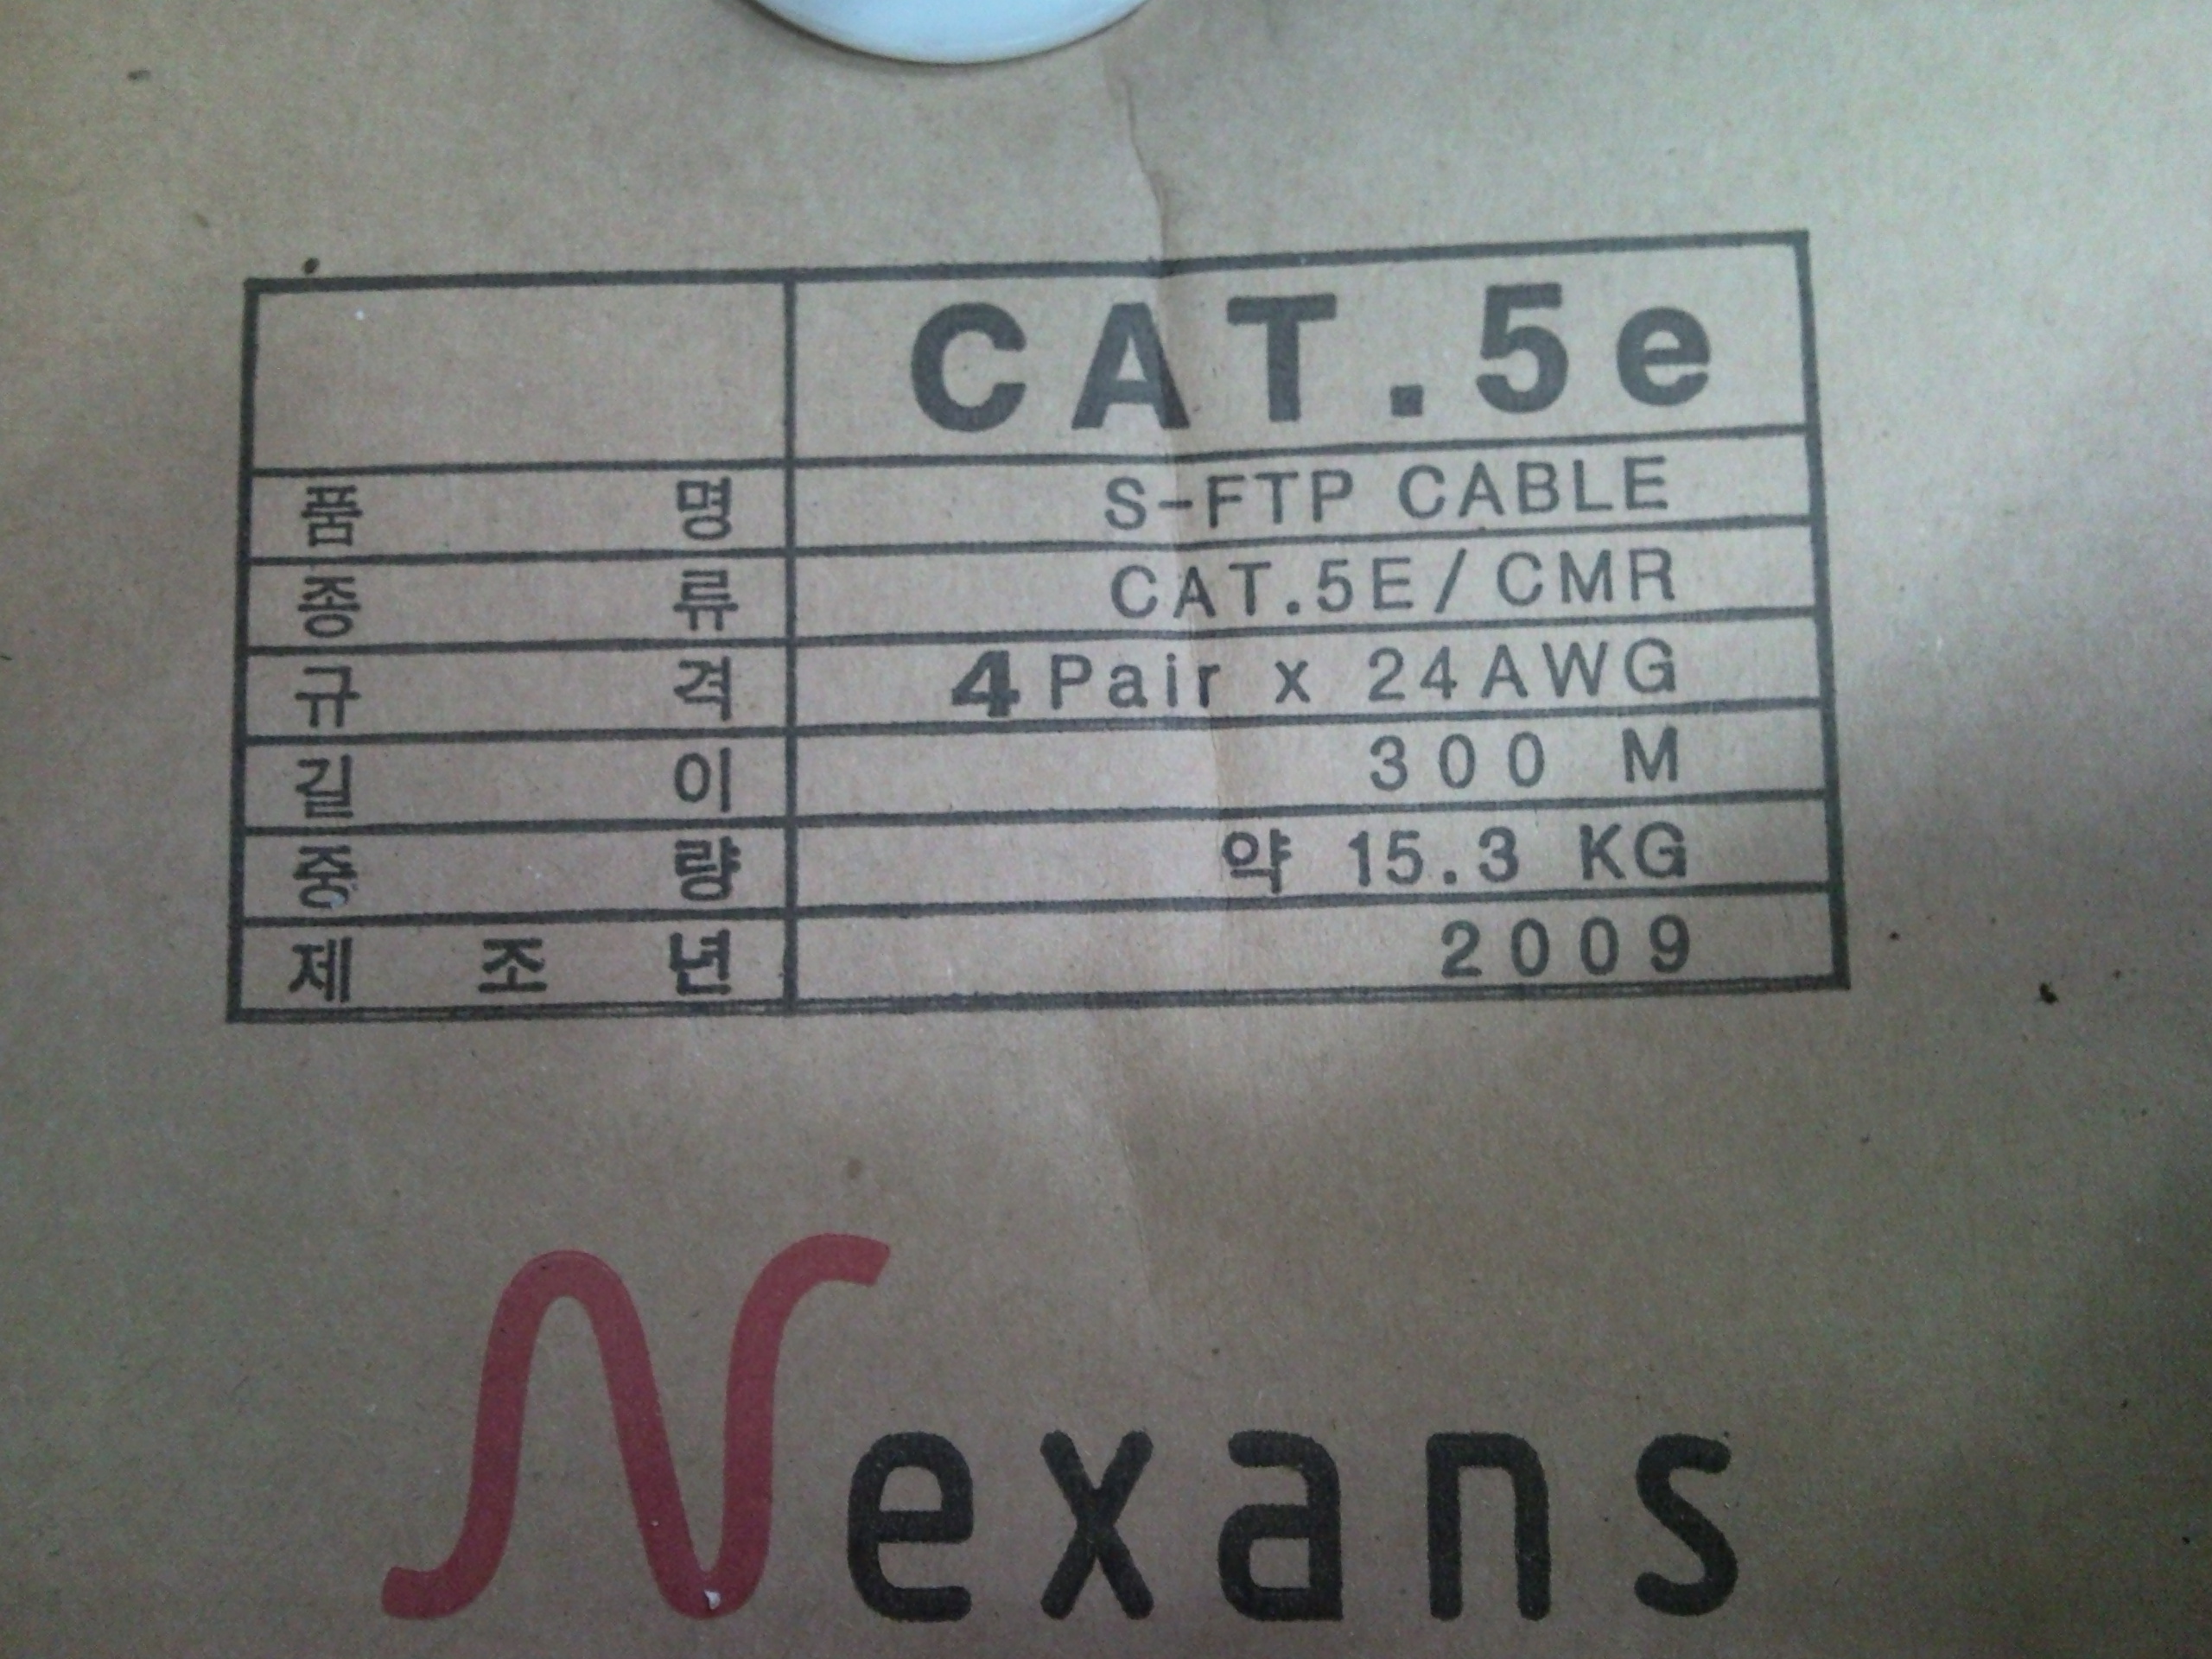 CAT.5e
품 명 S-FTP CABLE
종 류 CAT.5E/CMR
규 격 4 Pair x 24AWG
길 이 300 M
중 량 약 15.3 KG
제 조 년 2009
Nexans